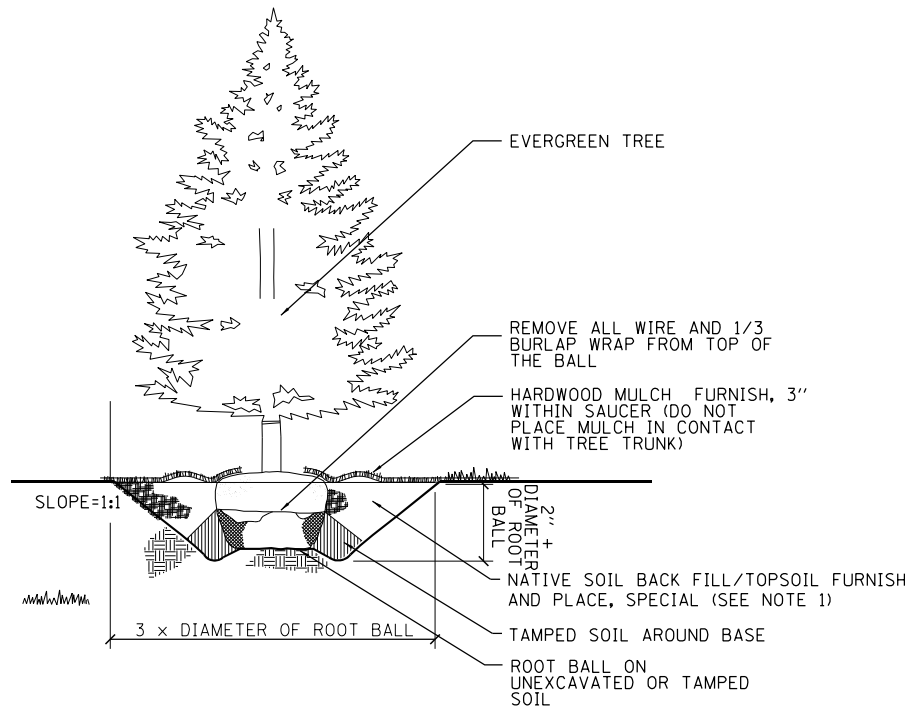 EVERGREEN TREE
REMOVE ALL WIRE AND 1/3
BURLAP WRAP FROM TOP OF
THE BALL
HARDWOOD MULCH FURNISH, 3"
WITHIN SAUCER (DO NOT
PLACE MULCH IN CONTACT
WITH TREE TRUNK)
SLOPE=1:1
2" +
DIAMETER
OF ROOT
BALL
NATIVE SOIL BACK FILL/TOPSOIL FURNISH
AND PLACE, SPECIAL (SEE NOTE 1)
3 x DIAMETER OF ROOT BALL
TAMPED SOIL AROUND BASE
ROOT BALL ON
UNEXCAVATED OR TAMPED
SOIL